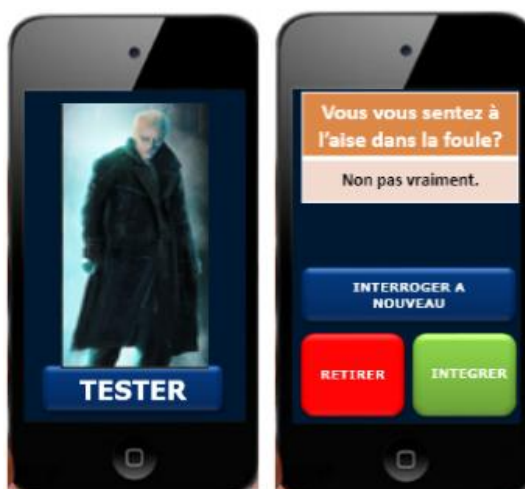 TESTER
Vous vous sentez à
l'aise dans la foule?
Non pas vraiment.
INTERROGER A
NOUVEAU
RETIRER
INTEGRER